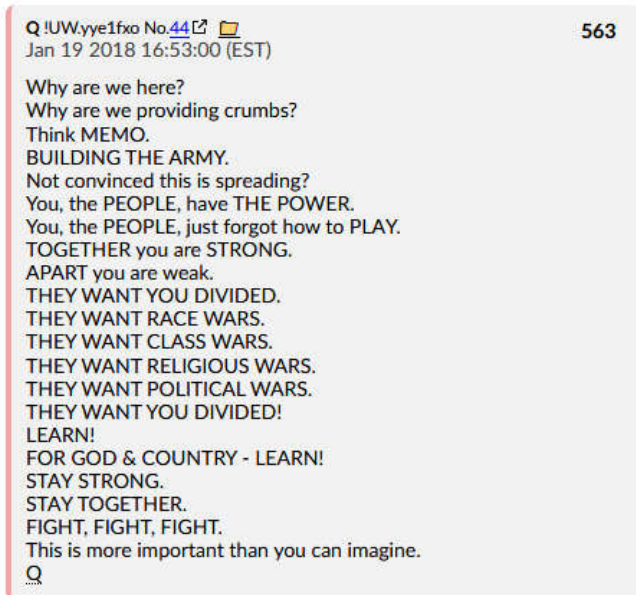 Q !UW.yye1fxo No.44
563
Jan 19 2018 16:53:00 (EST)
Why are we here?
Why are we providing crumbs?
Think MEMO.
BUILDING THE ARMY.
Not convinced this is spreading?
You, the PEOPLE, have THE POWER.
You, the PEOPLE, just forgot how to PLAY.
TOGETHER you are STRONG.
APART you are weak.
THEY WANT YOU DIVIDED.
THEY WANT RACE WARS.
THEY WANT CLASS WARS.
THEY WANT RELIGIOUS WARS.
THEY WANT POLITICAL WARS.
THEY WANT YOU DIVIDED!
LEARN!
FOR GOD & COUNTRY - LEARN!
STAY STRONG.
STAY TOGETHER.
FIGHT, FIGHT, FIGHT.
This is more important than you can imagine.
Q